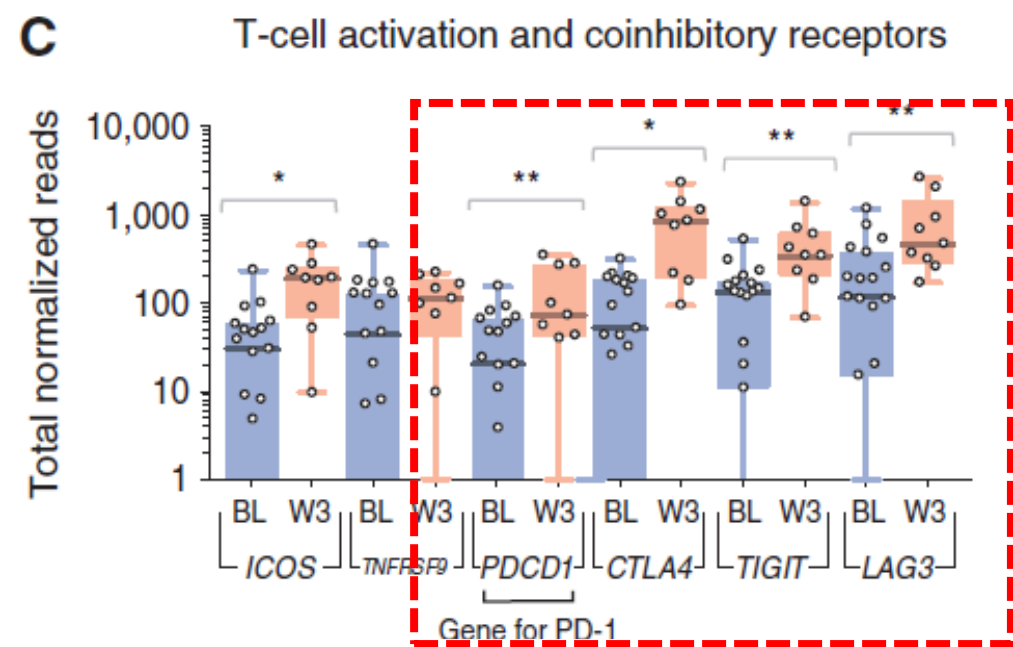 C
T-cell activation and coinhibitory receptors
Total normalized reads
10,000
1,000
100
10
1
* ** * ** **
BL W3 BL W3 BL W3 BL W3 BL W3 BL W3
ICOS TNFRSF9 PDCD1 CTLA4 TIGIT LAG3
Gene for PD-1